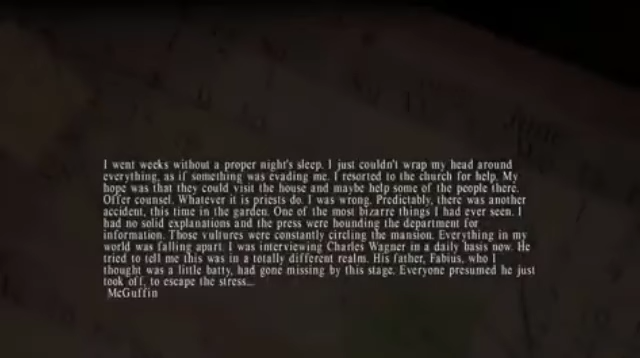 I went weeks without a proper night's sleep. I just couldn't wrap my head around
everything, as if something was evading me. I resorted to the church for help. My
hope was that they could visit the house and maybe help some of the people there.
Offer counsel. Whatever it is priests do. I was wrong. Predictably, there was another
accident, this time in the garden. One of the most bizarre things I had ever seen. I
had no solid explanations and the press were hounding the department for
information. Those vultures were constantly circling the mansion. Everything in my
world was falling apart. I was interviewing Charles Wagner in a daily basis now. He
tried to tell me this was in a totally different realm. His father, Fabius, who I
thought was a little batty, had gone missing by this stage. Everyone presumed he just
took off, to escape the stress...
McGuffin